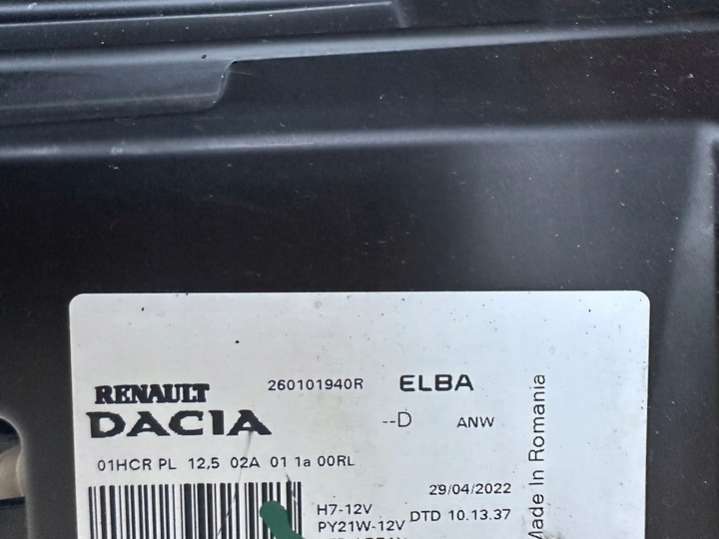 RENAULT 260101940R ELBA
DACIA --D ANW
01HCR PL 12,5 02A 01 1a 00RL
29/04/2022
H7-12V DTD 10.13.37
PY21W-12V
Made In Romania